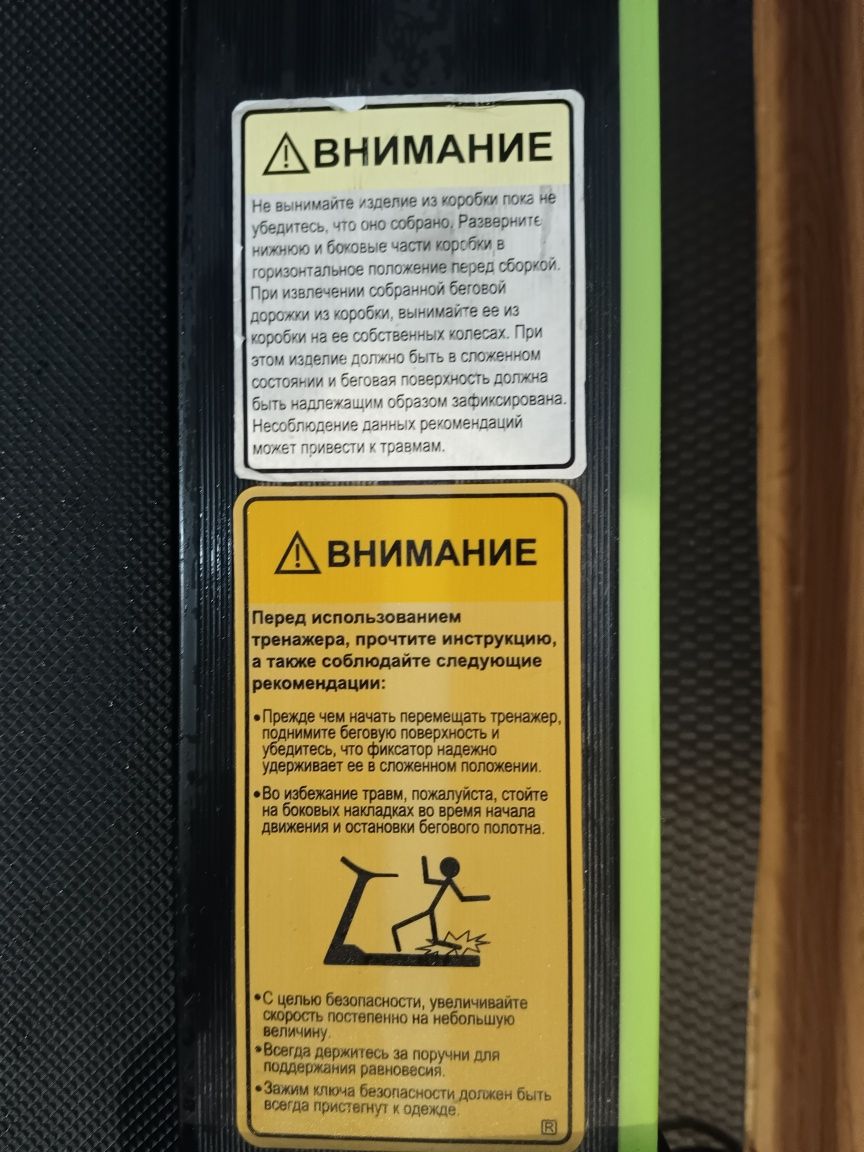 ВНИМАНИЕ
Не вынимайте изделие из коробки пока не
убедитесь, что оно собрано. Разверните
нижнюю и боковые части коробки в
горизонтальное положение перед сборкой.
При извлечении собранной беговой
дорожки из коробки, вынимайте ее из
коробки на ее собственных колесах. При
этом изделие должно быть в сложенном
состоянии и беговая поверхность должна
быть надлежащим образом зафиксирована.
Несоблюдение данных рекомендаций
может привести к травмам.
ВНИМАНИЕ
Перед использованием
тренажера, прочтите инструкцию,
а также соблюдайте следующие
рекомендации:
•Прежде чем начать перемещать тренажер,
поднимите беговую поверхность и
убедитесь, что фиксатор надежно
удерживает ее в сложенном положении.
•Во избежание травм, пожалуйста, стойте
на боковых накладках во время начала
движения и остановки бегового полотна.
•С целью безопасности, увеличивайте
скорость постепенно на небольшую
величину.
•Всегда держитесь за поручни для
поддержания равновесия.
•Зажим ключа безопасности должен быть
всегда пристегнут к одежде.
R